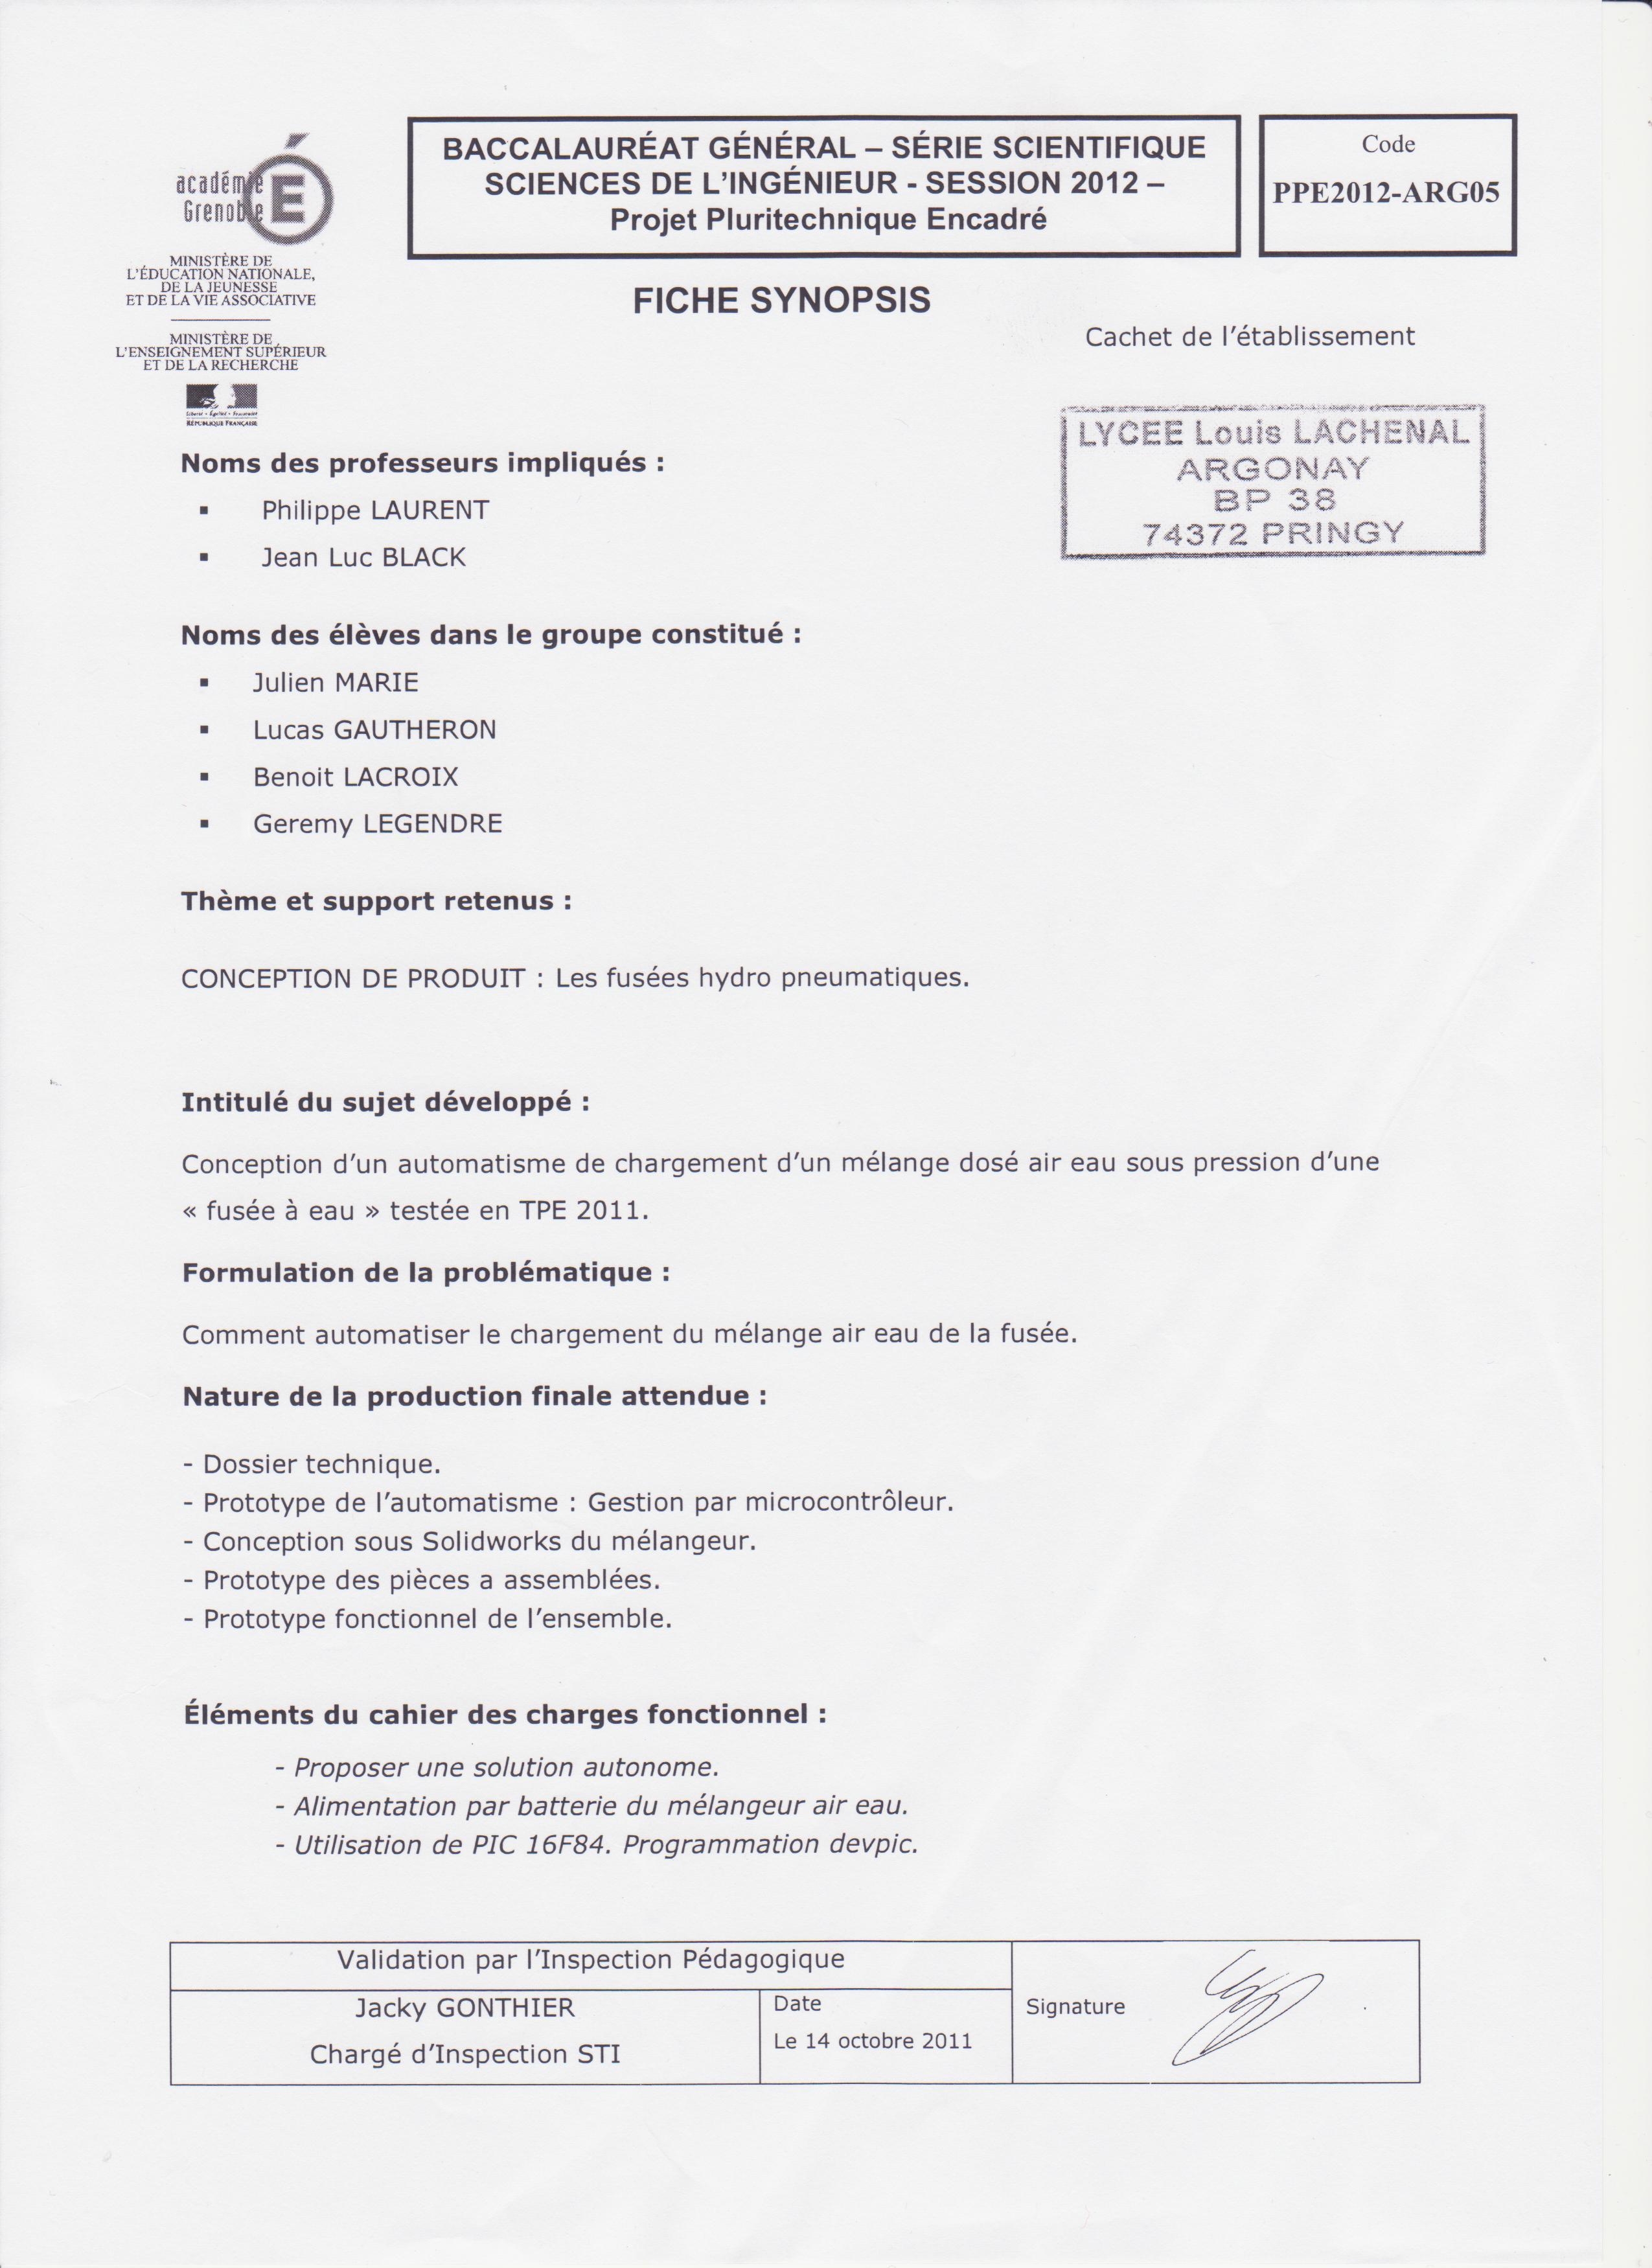 académie
Grenoble
MINISTÈRE DE
L'ÉDUCATION NATIONALE,
DE LA JEUNESSE
ET DE LA VIE ASSOCIATIVE
MINISTÈRE DE
L'ENSEIGNEMENT SUPÉRIEUR
ET DE LA RECHERCHE
Liberté • Égalité • Fraternité
RÉPUBLIQUE FRANÇAISE
BACCALAURÉAT GÉNÉRAL – SÉRIE SCIENTIFIQUE
SCIENCES DE L'INGÉNIEUR - SESSION 2012 –
Projet Pluritechnique Encadré
Code
PPE2012-ARG05
FICHE SYNOPSIS
Cachet de l'établissement
LYCEE Louis LACHENAL
ARGONAY
BP 38
74372 PRINGY
Noms des professeurs impliqués :
▪ Philippe LAURENT
▪ Jean Luc BLACK
Noms des élèves dans le groupe constitué :
▪ Julien MARIE
▪ Lucas GAUTHERON
▪ Benoit LACROIX
▪ Geremy LEGENDRE
Thème et support retenus :
CONCEPTION DE PRODUIT : Les fusées hydro pneumatiques.
Intitulé du sujet développé :
Conception d'un automatisme de chargement d'un mélange dosé air eau sous pression d'une
« fusée à eau » testée en TPE 2011.
Formulation de la problématique :
Comment automatiser le chargement du mélange air eau de la fusée.
Nature de la production finale attendue :
- Dossier technique.
- Prototype de l'automatisme : Gestion par microcontrôleur.
- Conception sous Solidworks du mélangeur.
- Prototype des pièces a assemblées.
- Prototype fonctionnel de l'ensemble.
Éléments du cahier des charges fonctionnel :
- Proposer une solution autonome.
- Alimentation par batterie du mélangeur air eau.
- Utilisation de PIC 16F84. Programmation devpic.
Validation par l'Inspection Pédagogique
Jacky GONTHIER
Chargé d'Inspection STI
Date
Le 14 octobre 2011
Signature